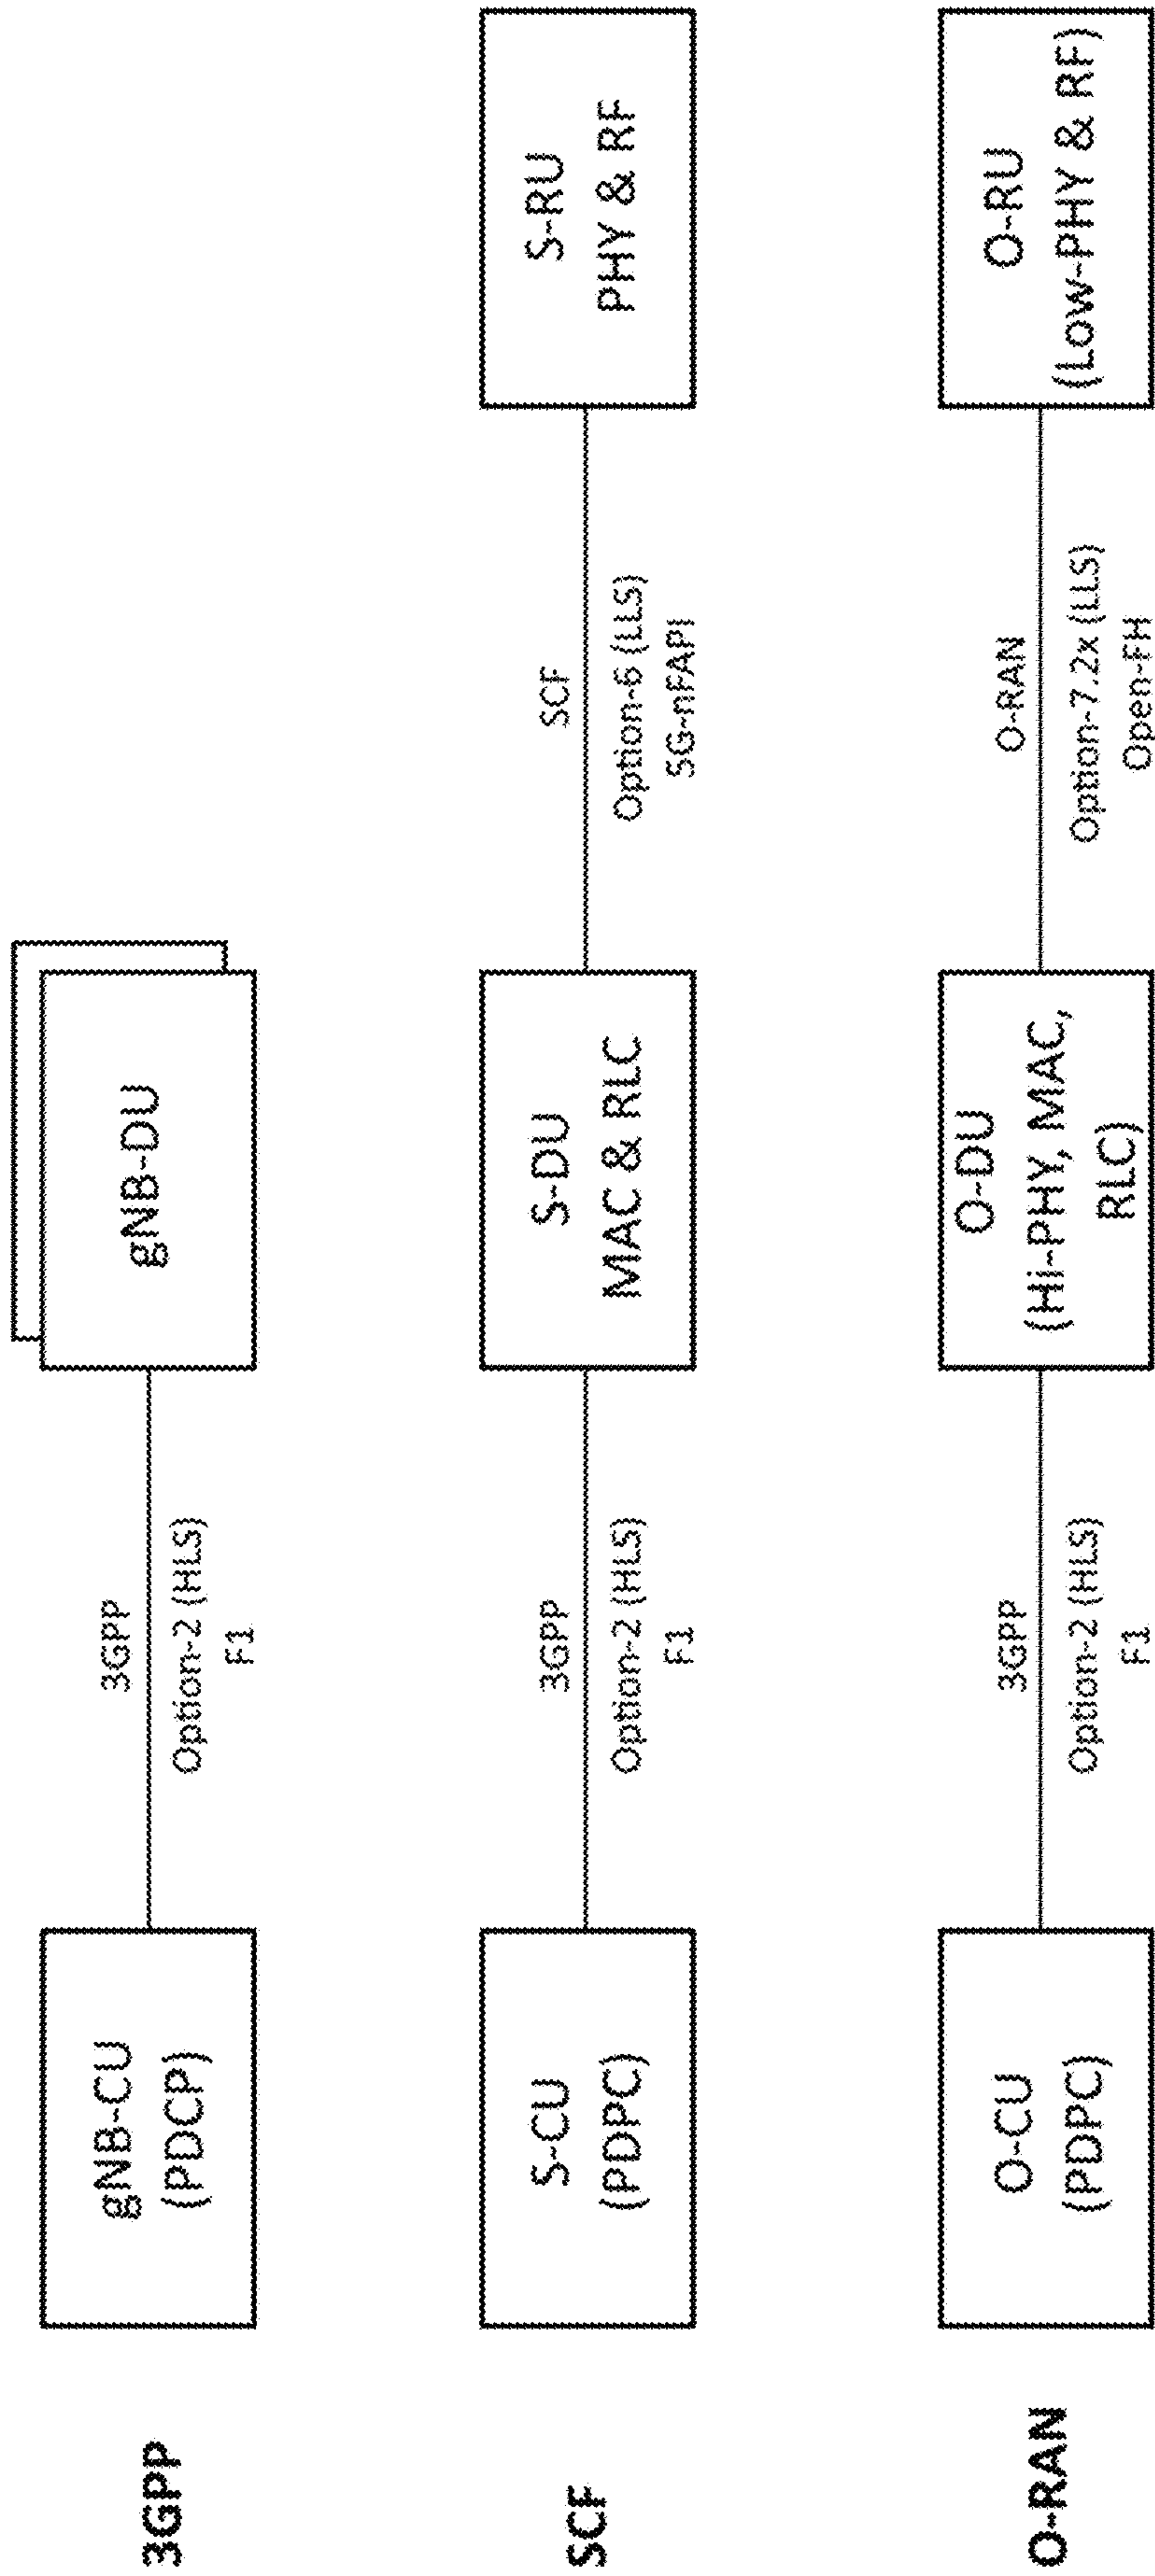 3GPP
gNB-CU
(PDCP)
3GPP
Option-2 (HLS)
F1
gNB-DU
SCF
S-CU
(PDPC)
3GPP
Option-2 (HLS)
F1
S-DU
MAC & RLC
SCF
Option-6 (LLS)
5G-nFAPI
S-RU
PHY & RF
O-RAN
O-CU
(PDPC)
3GPP
Option-2 (HLS)
F1
O-DU
(Hi-PHY, MAC,
RLC)
O-RAN
Option-7.2x (LLS)
Open-FH
O-RU
(Low-PHY & RF)